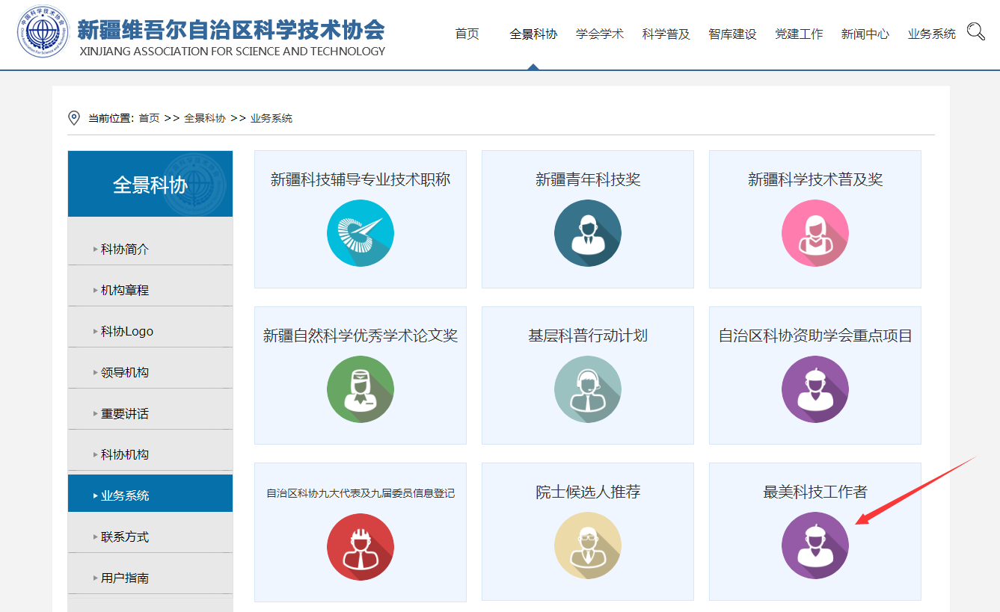 新疆维吾尔自治区科学技术协会
XINJIANG ASSOCIATION FOR SCIENCE AND TECHNOLOGY
首页 全景科协 学会学术 科学普及 智库建设 党建工作 新闻中心 业务系统
当前位置：首页 >> 全景科协 >> 业务系统
全景科协
科协简介
机构章程
科协Logo
领导机构
重要讲话
科协机构
业务系统
联系方式
用户指南
新疆科技辅导专业技术职称
新疆青年科技奖
新疆科学技术普及奖
新疆自然科学优秀学术论文奖
基层科普行动计划
自治区科协资助学会重点项目
自治区科协九大代表及九届委员信息登记
院士候选人推荐
最美科技工作者